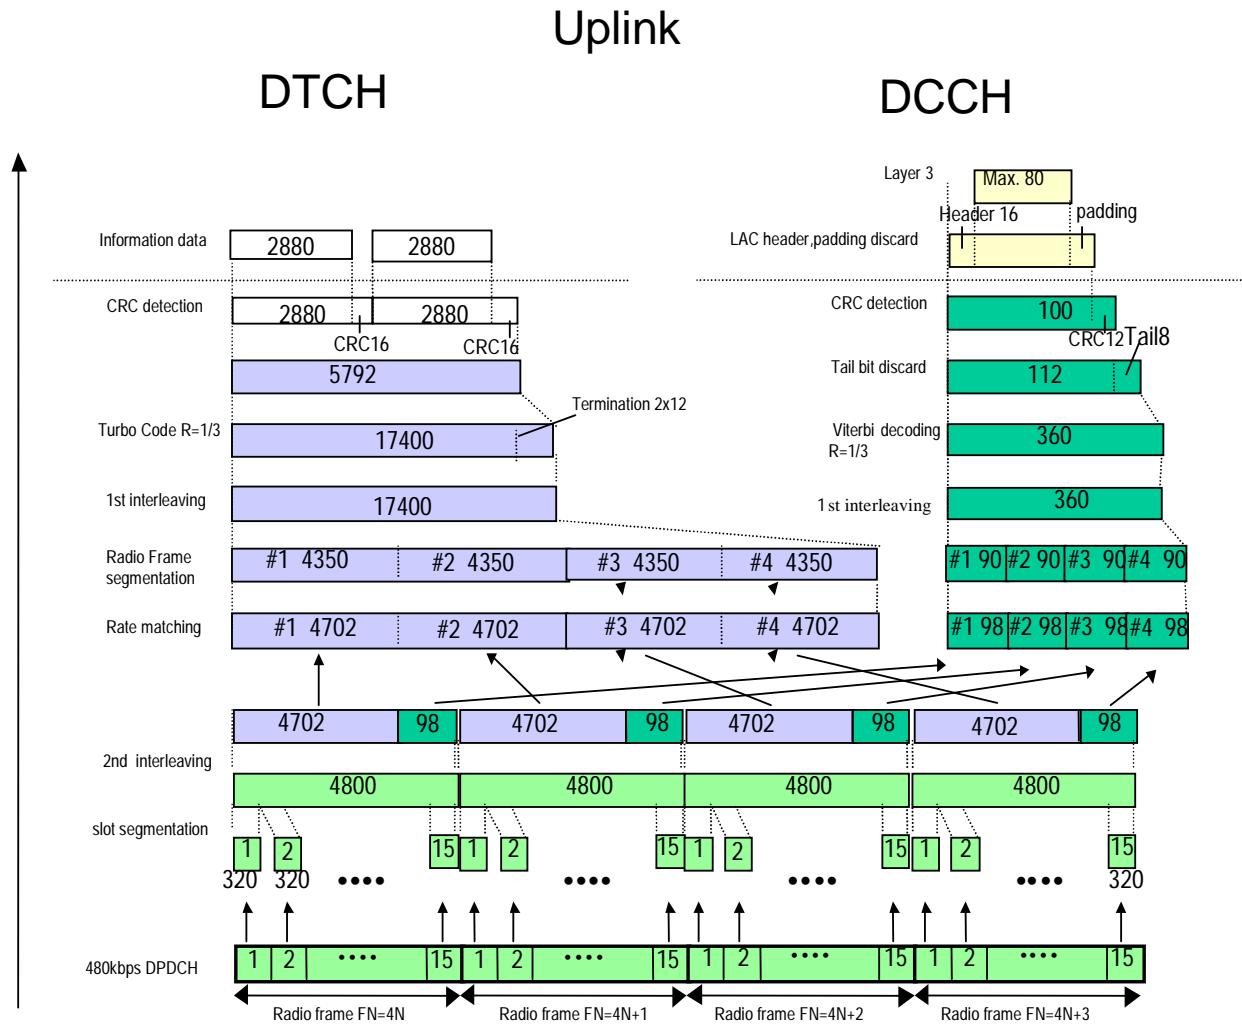 Uplink
DTCH
DCCH
Layer 3
Max. 80
Header 16
padding
Information data
2880
2880
LAC header,padding discard
CRC detection
2880
2880
CRC16
CRC16
CRC detection
100
CRC12
Tail8
5792
Tail bit discard
112
Termination 2x12
Turbo Code R=1/3
17400
Viterbi decoding
R=1/3
360
1st interleaving
17400
1st interleaving
360
Radio Frame
segmentation
#1 4350
#2 4350
#3 4350
#4 4350
#1 90
#2 90
#3 90
#4 90
Rate matching
#1 4702
#2 4702
#3 4702
#4 4702
#1 98
#2 98
#3 98
#4 98
4702
98
4702
98
4702
98
4702
98
2nd interleaving
4800
4800
4800
4800
slot segmentation
1
2
15
1
2
15
1
2
15
1
2
15
320
320
••••
••••
••••
••••
320
480kbps DPDCH
1
2
••••
15
1
2
••••
15
1
2
••••
15
1
2
••••
15
Radio frame FN=4N
Radio frame FN=4N+1
Radio frame FN=4N+2
Radio frame FN=4N+3